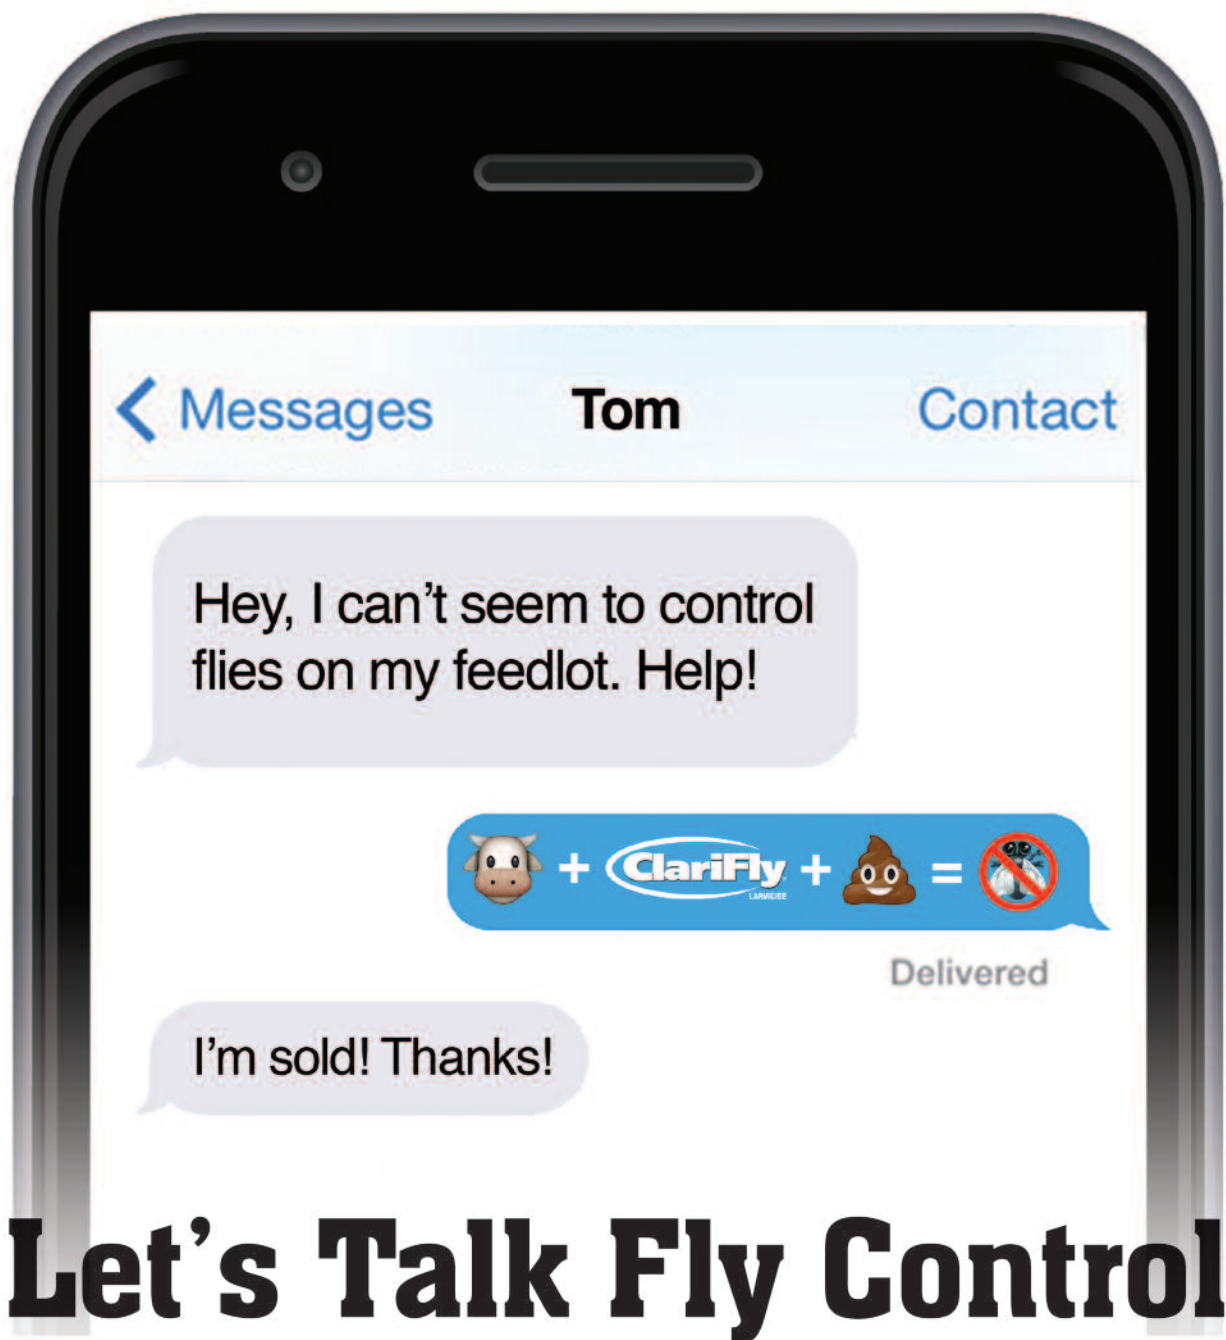 Messages Tom Contact
Hey, I can’t seem to control
flies on my feedlot. Help!
+ ClariFly + =
LARVICIDE
Delivered
I’m sold! Thanks!
Let’s Talk Fly Control